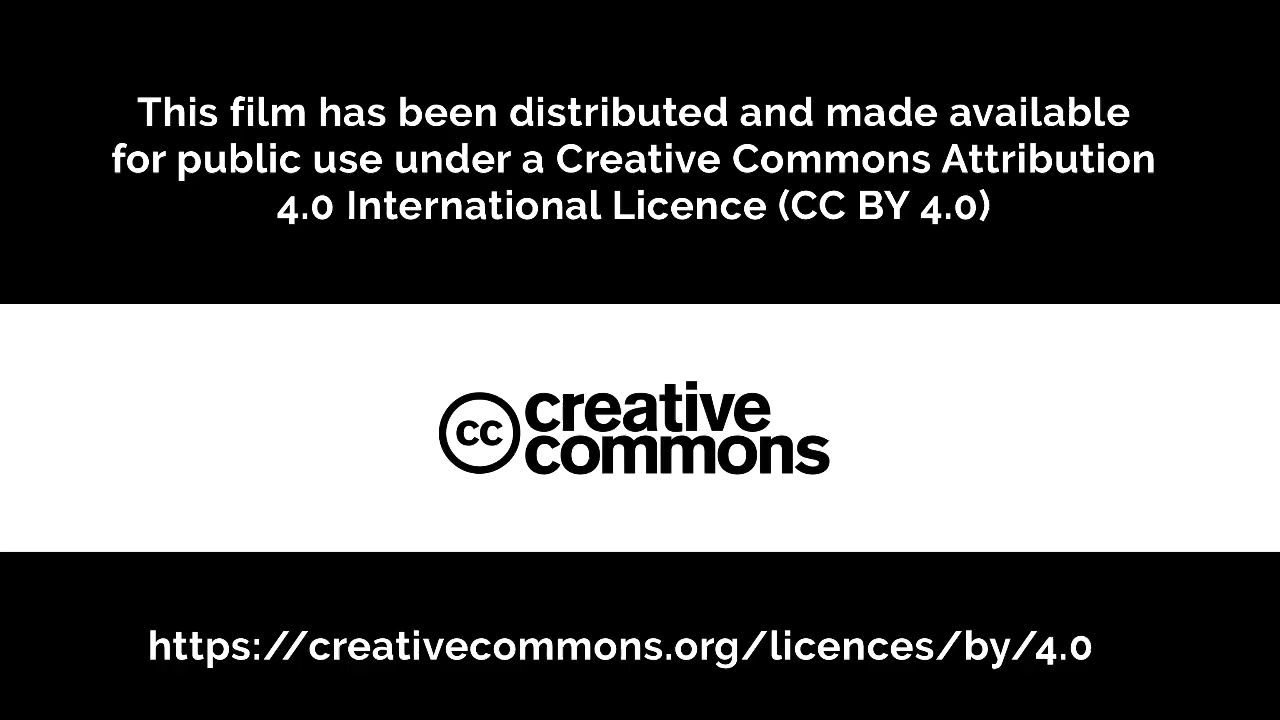 This film has been distributed and made available
for public use under a Creative Commons Attribution
4.0 International Licence (CC BY 4.0)
cc
creative
commons
https://creativecommons.org/licences/by/4.0